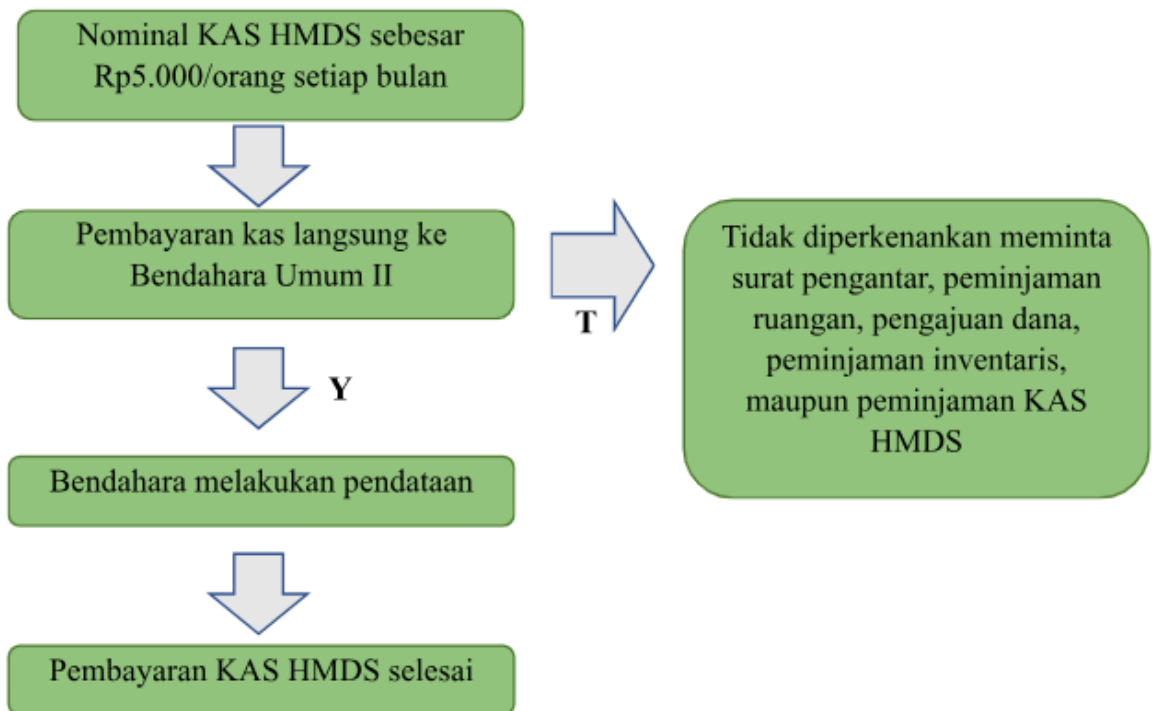 Nominal KAS HMDS sebesar
Rp5.000/orang setiap bulan
Pembayaran kas langsung ke
Bendahara Umum II
T
Tidak diperkenankan meminta
surat pengantar, peminjaman
ruangan, pengajuan dana,
peminjaman inventaris,
maupun peminjaman KAS
HMDS
Y
Bendahara melakukan pendataan
Pembayaran KAS HMDS selesai